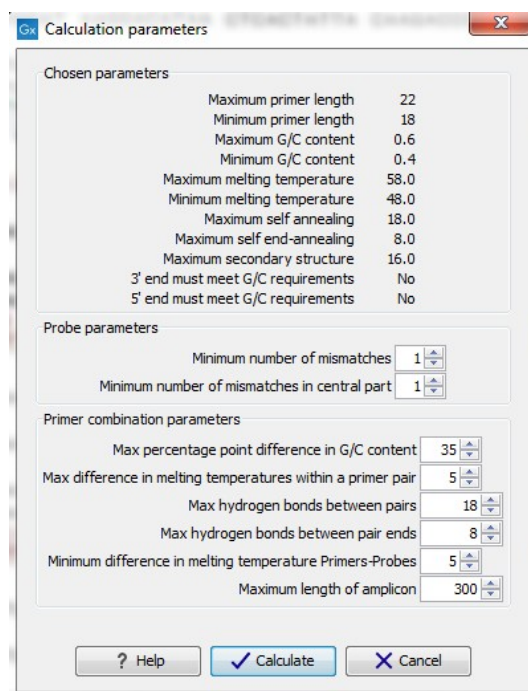 Gx Calculation parameters
Chosen parameters
Maximum primer length 22
Minimum primer length 18
Maximum G/C content 0.6
Minimum G/C content 0.4
Maximum melting temperature 58.0
Minimum melting temperature 48.0
Maximum self annealing 18.0
Maximum self end-annealing 8.0
Maximum secondary structure 16.0
3' end must meet G/C requirements No
5' end must meet G/C requirements No
Probe parameters
Minimum number of mismatches 1
Minimum number of mismatches in central part 1
Primer combination parameters
Max percentage point difference in G/C content 35
Max difference in melting temperatures within a primer pair 5
Max hydrogen bonds between pairs 18
Max hydrogen bonds between pair ends 8
Minimum difference in melting temperature Primers-Probes 5
Maximum length of amplicon 300
? Help Calculate Cancel